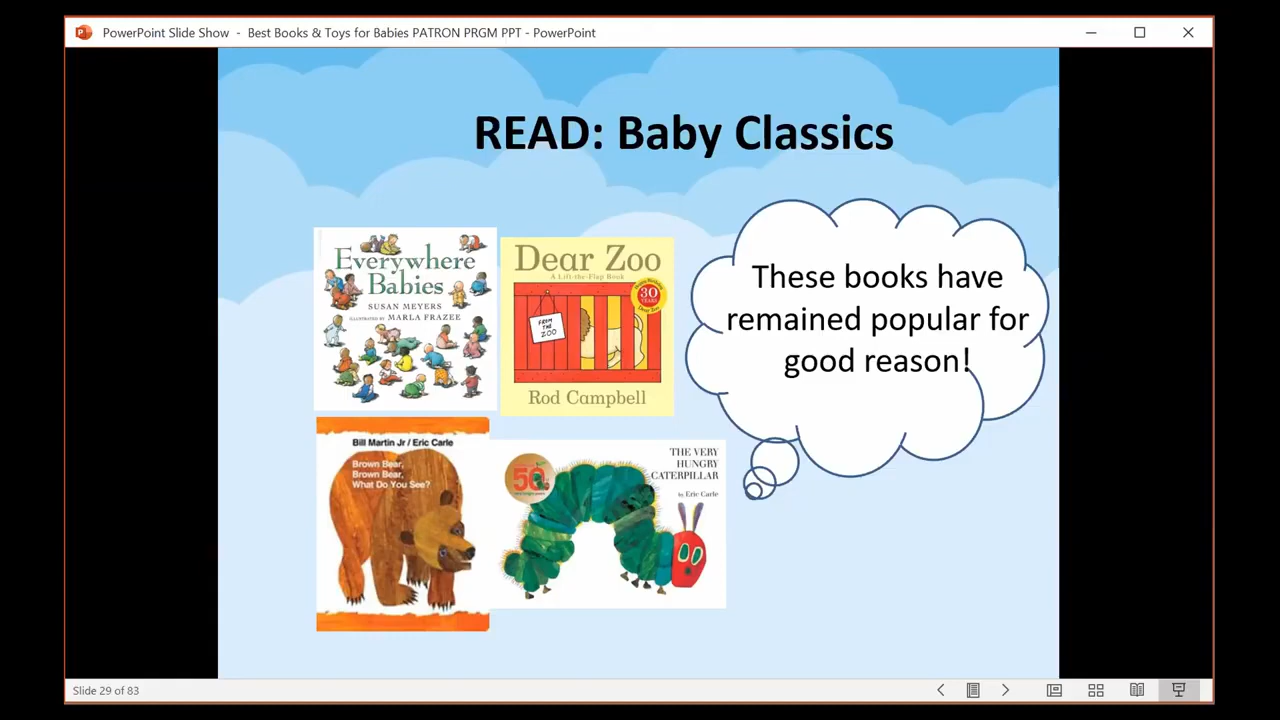 PowerPoint Slide Show - Best Books & Toys for Babies PATRON PRGM PPT - PowerPoint
READ: Baby Classics
Everywhere
Babies
SUSAN MEYERS
ILLUSTRATED BY MARLA FRAZEE
Dear Zoo
A Lift-the-Flap Book
30
YEARS
Dear Zoo
FROM
THE
ZOO
Rod Campbell
These books have
remained popular for
good reason!
Bill Martin Jr / Eric Carle
Brown Bear,
Brown Bear,
What Do You See?
50
THE VERY
HUNGRY
CATERPILLAR
by Eric Carle
Slide 29 of 83